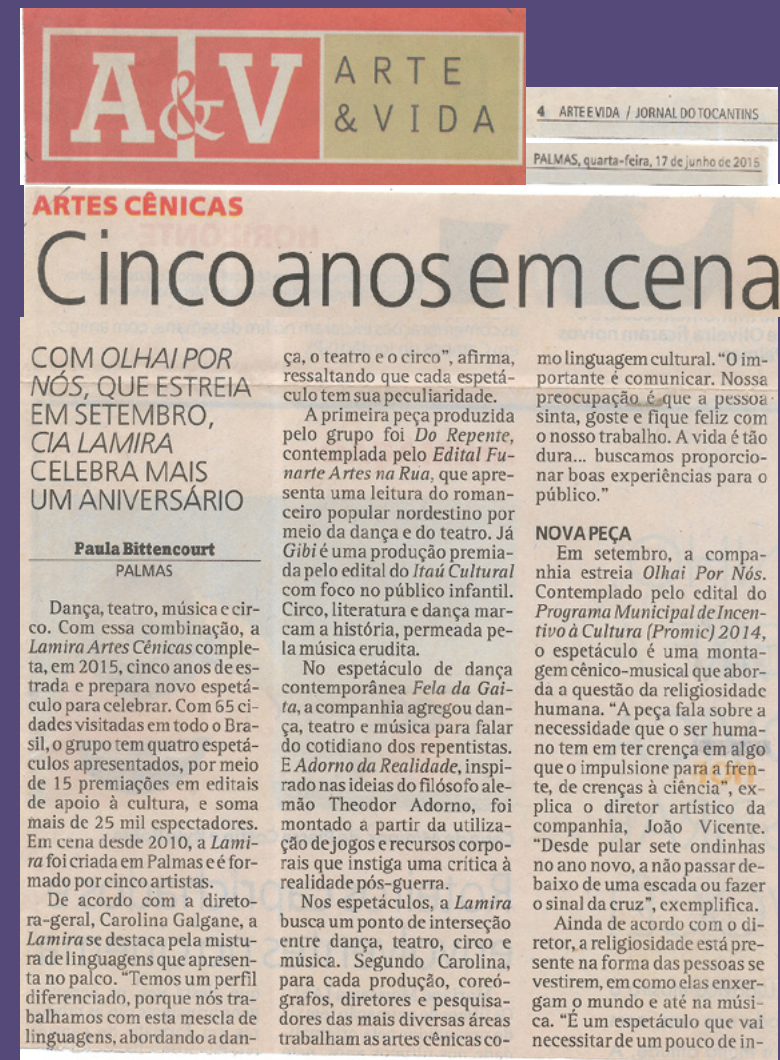 A&V
ARTE
& VIDA
4 ARTE E VIDA / JORNAL DO TOCANTINS
PALMAS, quarta-feira, 17 de junho de 2015
ARTES CÊNICAS
Cinco anos em cena
COM OLHAI POR
NÓS, QUE ESTREIA
EM SETEMBRO,
CIA LAMIRA
CELEBRA MAIS
UM ANIVERSÁRIO
Paula Bittencourt
PALMAS
Dança, teatro, música e cir-
co. Com essa combinação, a
Lamira Artes Cênicas comple-
ta, em 2015, cinco anos de es-
trada e prepara novo espetá-
culo para celebrar. Com 65 ci-
dades visitadas em todo o Bra-
sil, o grupo tem quatro espetá-
culos apresentados, por meio
de 15 premiações em editais
de apoio à cultura, e soma
mais de 25 mil espectadores.
Em cena desde 2010, a Lami-
ra foi criada em Palmas e é for-
mado por cinco artistas.
De acordo com a direto-
ra-geral, Carolina Galgane, a
Lamira se destaca pela mistu-
ra de linguagens que apresen-
ta no palco. "Temos um perfil
diferenciado, porque nós tra-
balhamos com esta mescla de
linguagens, abordando a dan-
ça, o teatro e o circo", afirma,
ressaltando que cada espetá-
culo tem sua peculiaridade.
A primeira peça produzida
pelo grupo foi Do Repente,
contemplada pelo Edital Fu-
narte Artes na Rua, que apre-
senta uma leitura do roman-
ceiro popular nordestino por
meio da dança e do teatro. Já
Gibi é uma produção premia-
da pelo edital do Itaú Cultural
com foco no público infantil.
Circo, literatura e dança mar-
cam a história, permeada pe-
la música erudita.
No espetáculo de dança
contemporânea Fela da Gai-
ta, a companhia agregou dan-
ça, teatro e música para falar
do cotidiano dos repentistas.
E Adorno da Realidade, inspi-
rado nas ideias do filósofo ale-
mão Theodor Adorno, foi
montado a partir da utiliza-
ção de jogos e recursos corpo-
rais que instiga uma crítica à
realidade pós-guerra.
Nos espetáculos, a Lamira
busca um ponto de interseção
entre dança, teatro, circo e
música. Segundo Carolina,
para cada produção, coreó-
grafos, diretores e pesquisa-
dores das mais diversas áreas
trabalham as artes cênicas co-
mo linguagem cultural. "O im-
portante é comunicar. Nossa
preocupação é que a pessoa
sinta, goste e fique feliz com
o nosso trabalho. A vida é tão
dura... buscamos proporcio-
nar boas experiências para o
público."
NOVA PEÇA
Em setembro, a compa-
nhia estreia Olhai Por Nós.
Contemplado pelo edital do
Programa Municipal de Incen-
tivo à Cultura (Promic) 2014,
o espetáculo é uma monta-
gem cênico-musical que abor-
da a questão da religiosidade
humana. "A peça fala sobre a
necessidade que o ser huma-
no tem em ter crença em algo
que o impulsione para a fren-
te, de crenças à ciência", ex-
plica o diretor artístico da
companhia, João Vicente.
"Desde pular sete ondinhas
no ano novo, a não passar de-
baixo de uma escada ou fazer
o sinal da cruz", exemplifica.
Ainda de acordo com o di-
retor, a religiosidade está pre-
sente na forma das pessoas se
vestirem, em como elas enxer-
gam o mundo e até na músi-
ca. "É um espetáculo que vai
necessitar de um pouco de in-